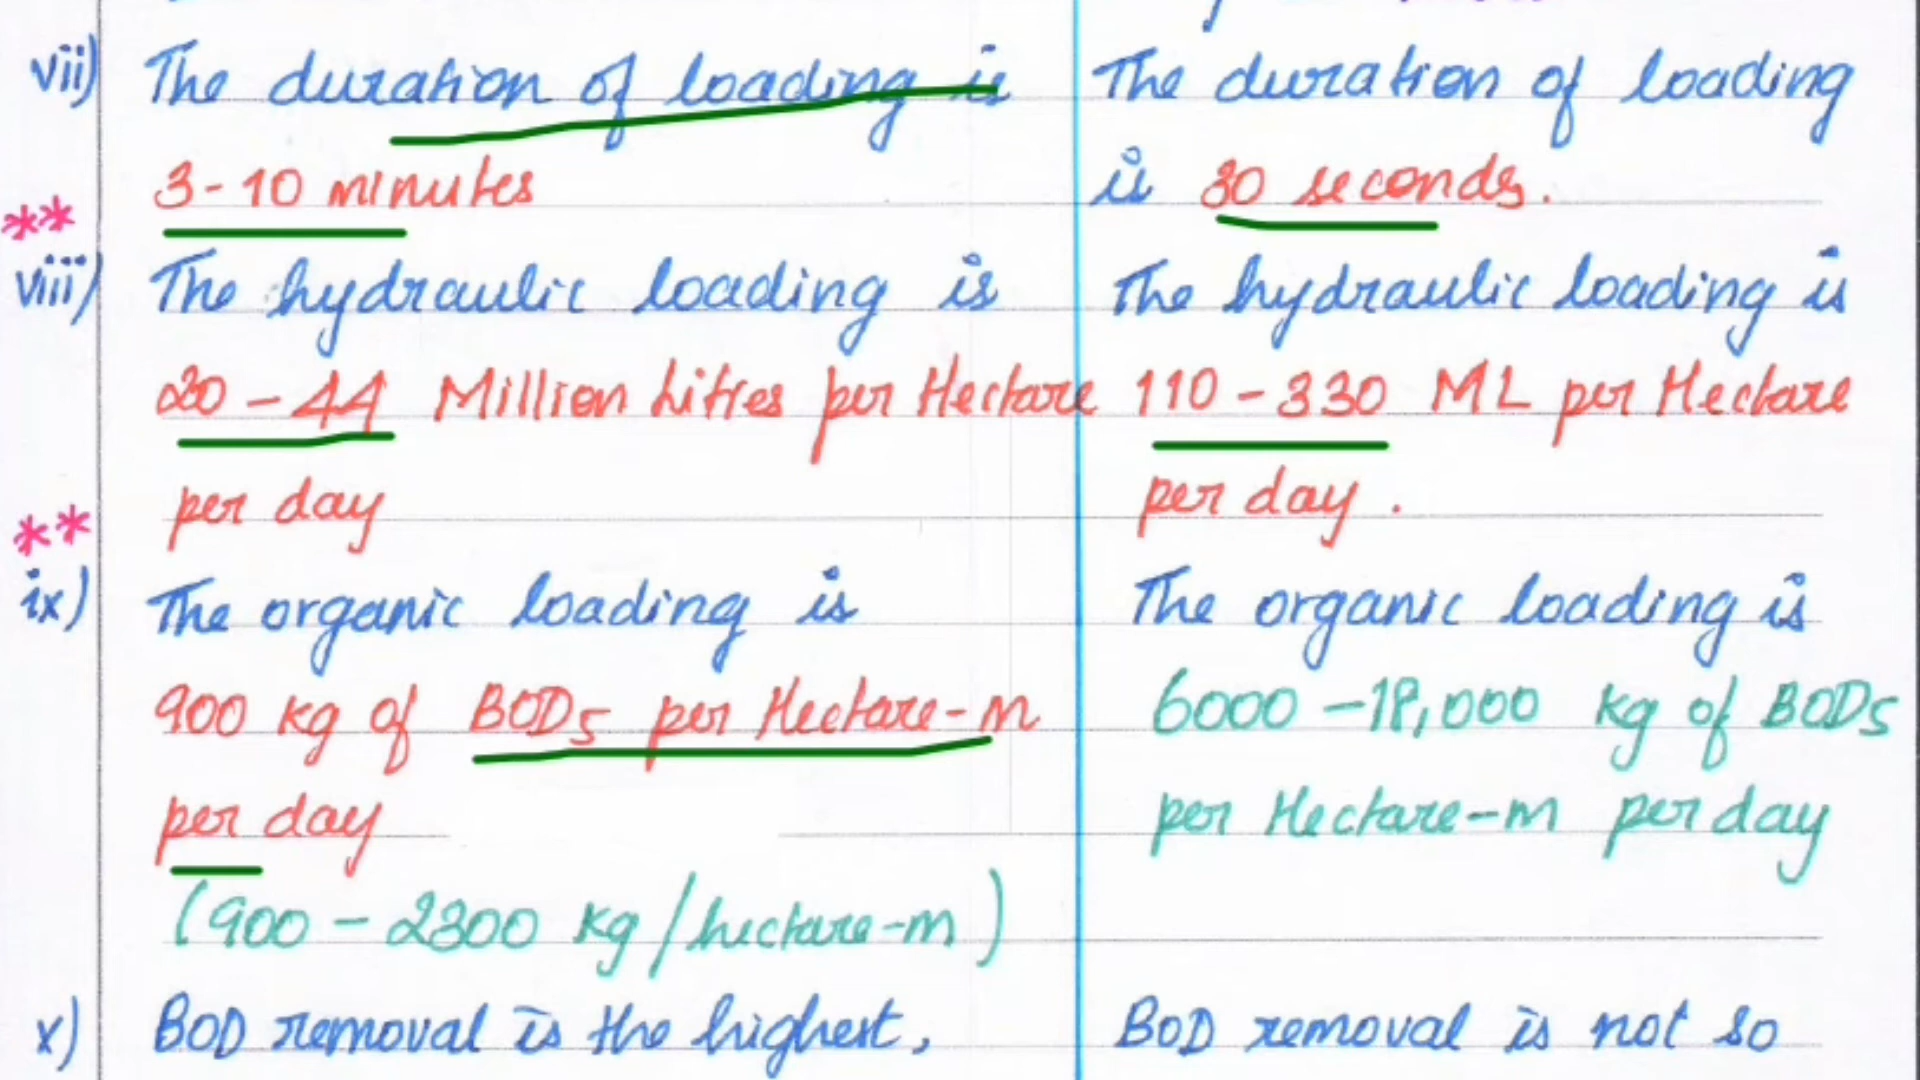 vii) The duration of loading is
3-10 minutes
The duration of loading
is 30 seconds.
**
viii) The hydraulic loading is
20 - 44 Million Litres per Hectare
per day
The hydraulic loading is
110 - 330 ML per Hectare
per day.
**
ix) The organic loading is
900 kg of BOD5 per Hectare-m
per day
(900 - 2300 kg/hectare-m)
The organic loading is
6000 - 18,000 kg of BOD5
per Hectare-m per day
x) BOD removal is the highest,
BOD removal is not so